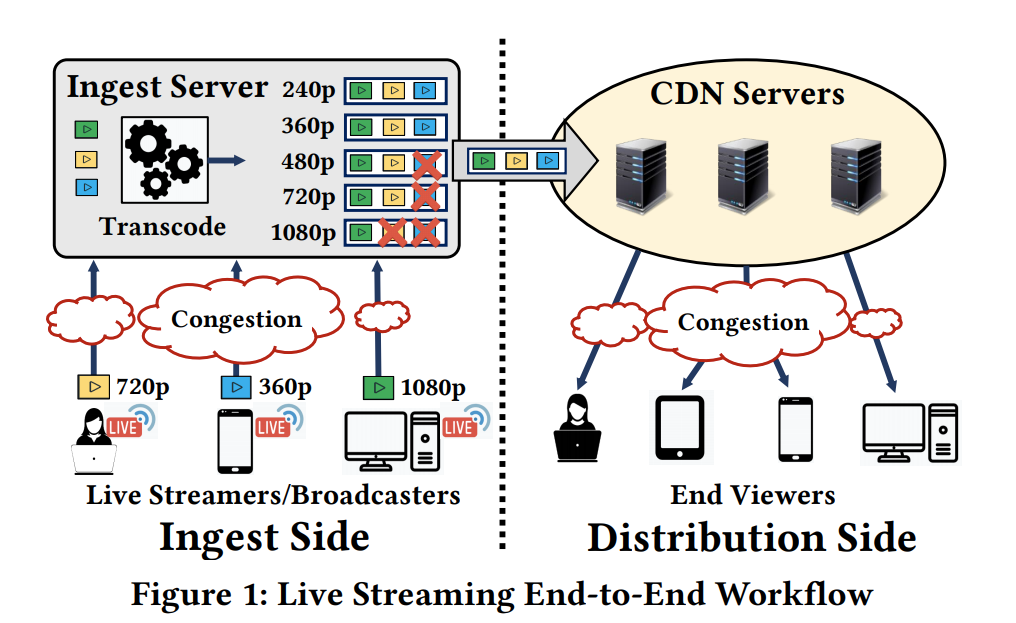 Ingest Server
240p
360p
480p
720p
1080p
Transcode
CDN Servers
Congestion
Congestion
720p
360p
1080p
LIVE
LIVE
LIVE
Live Streamers/Broadcasters
End Viewers
Ingest Side
Distribution Side
Figure 1: Live Streaming End-to-End Workflow